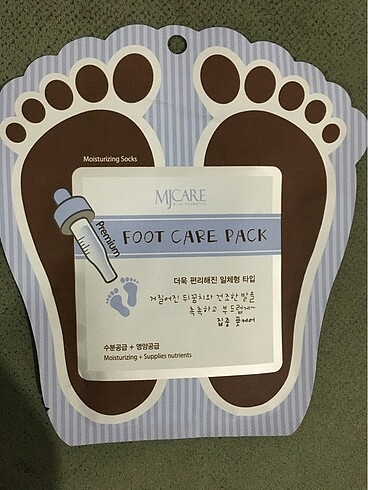 Moisturizing Socks
MJCARE
Premium
FOOT CARE PACK
더욱 편리해진 일체형 타입
거칠어진 뒤꿈치와 건조한 발을
촉촉하고 부드럽게~
집중 풋케어
수분공급 + 영양공급
Moisturizing + Supplies nutrients